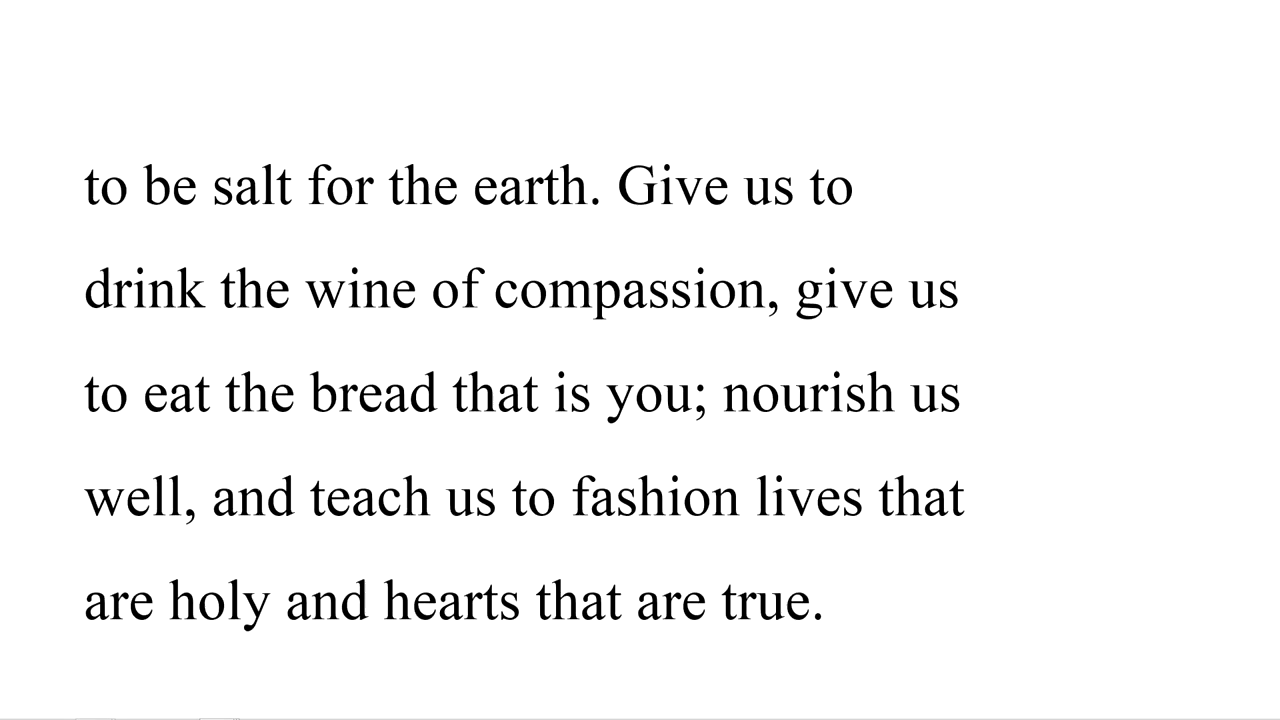 to be salt for the earth. Give us to
drink the wine of compassion, give us
to eat the bread that is you; nourish us
well, and teach us to fashion lives that
are holy and hearts that are true.